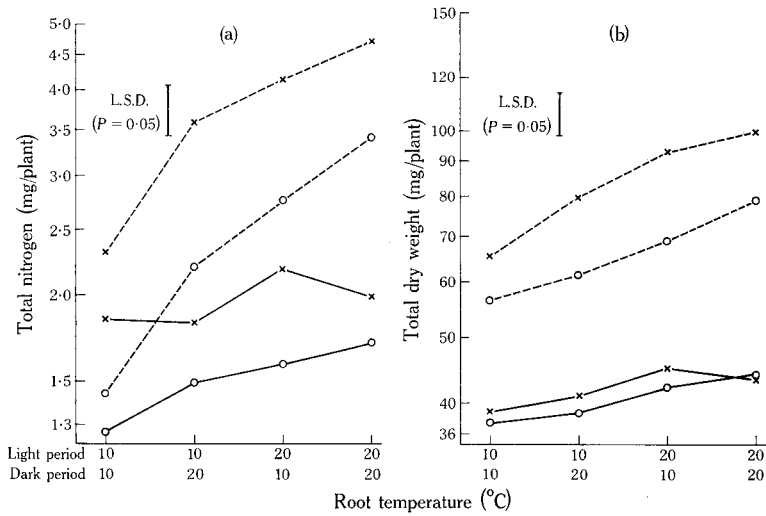 (a)
Total nitrogen (mg/plant)
5·0
4·5
4·0
3·5
3·0
2·5
2·0
1·5
1·3
L.S.D.
(P = 0·05)
Light period 10 10 20 20
Dark period 10 20 10 20
(b)
Total dry weight (mg/plant)
150
120
100
90
80
70
60
50
40
36
L.S.D.
(P = 0·05)
10 10 20 20
10 20 10 20
Root temperature (°C)